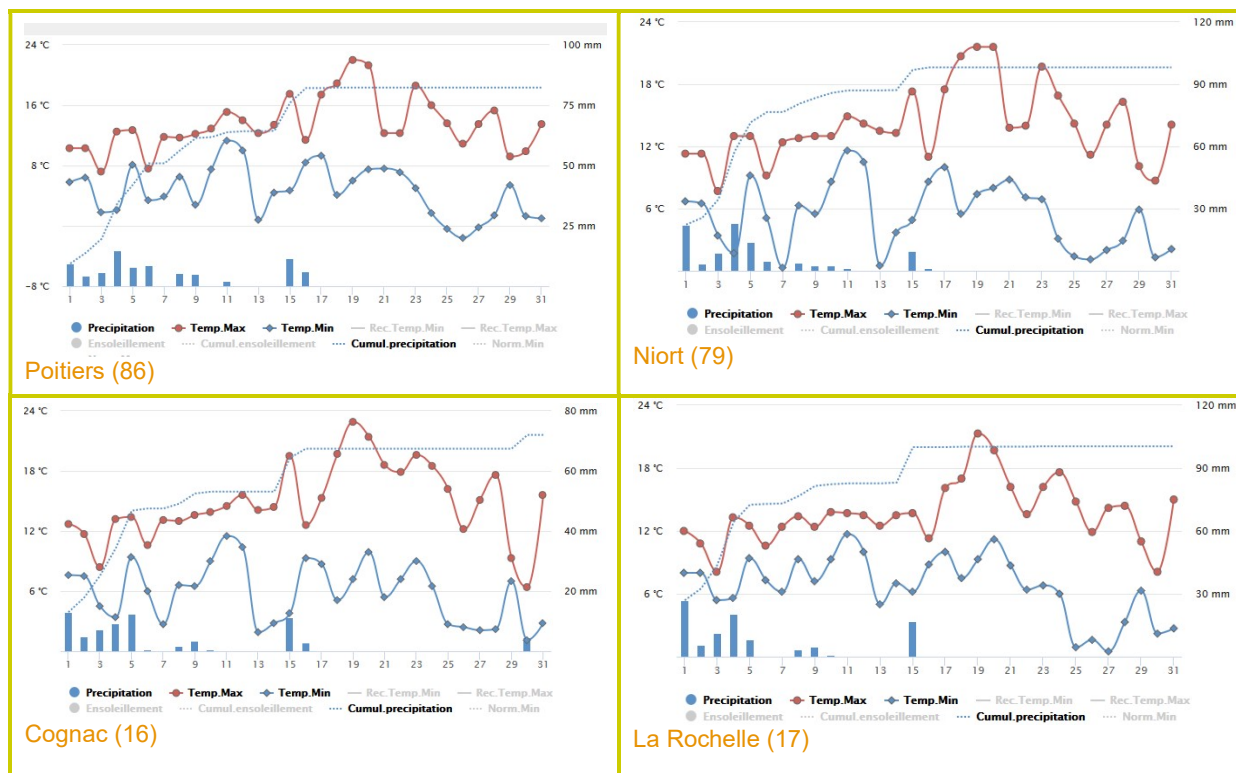 24 °C 100 mm
16 °C 75 mm
8 °C 50 mm
25 mm
−8 °C
1 3 5 7 9 11 13 15 17 19 21 23 25 27 29 31
Precipitation Temp.Max Temp.Min Rec.Temp.Min Rec.Temp.Max
Ensoleillement Cumul.ensoleillement Cumul.precipitation Norm.Min
Poitiers (86)
24 °C 120 mm
18 °C 90 mm
12 °C 60 mm
6 °C 30 mm
1 3 5 7 9 11 13 15 17 19 21 23 25 27 29 31
Precipitation Temp.Max Temp.Min Rec.Temp.Min Rec.Temp.Max
Ensoleillement Cumul.ensoleillement Cumul.precipitation Norm.Min
Niort (79)
24 °C 80 mm
18 °C 60 mm
12 °C 40 mm
6 °C 20 mm
1 3 5 7 9 11 13 15 17 19 21 23 25 27 29 31
Precipitation Temp.Max Temp.Min Rec.Temp.Min Rec.Temp.Max
Ensoleillement Cumul.ensoleillement Cumul.precipitation Norm.Min
Cognac (16)
24 °C 120 mm
18 °C 90 mm
12 °C 60 mm
6 °C 30 mm
1 3 5 7 9 11 13 15 17 19 21 23 25 27 29 31
Precipitation Temp.Max Temp.Min Rec.Temp.Min Rec.Temp.Max
Ensoleillement Cumul.ensoleillement Cumul.precipitation Norm.Min
La Rochelle (17)